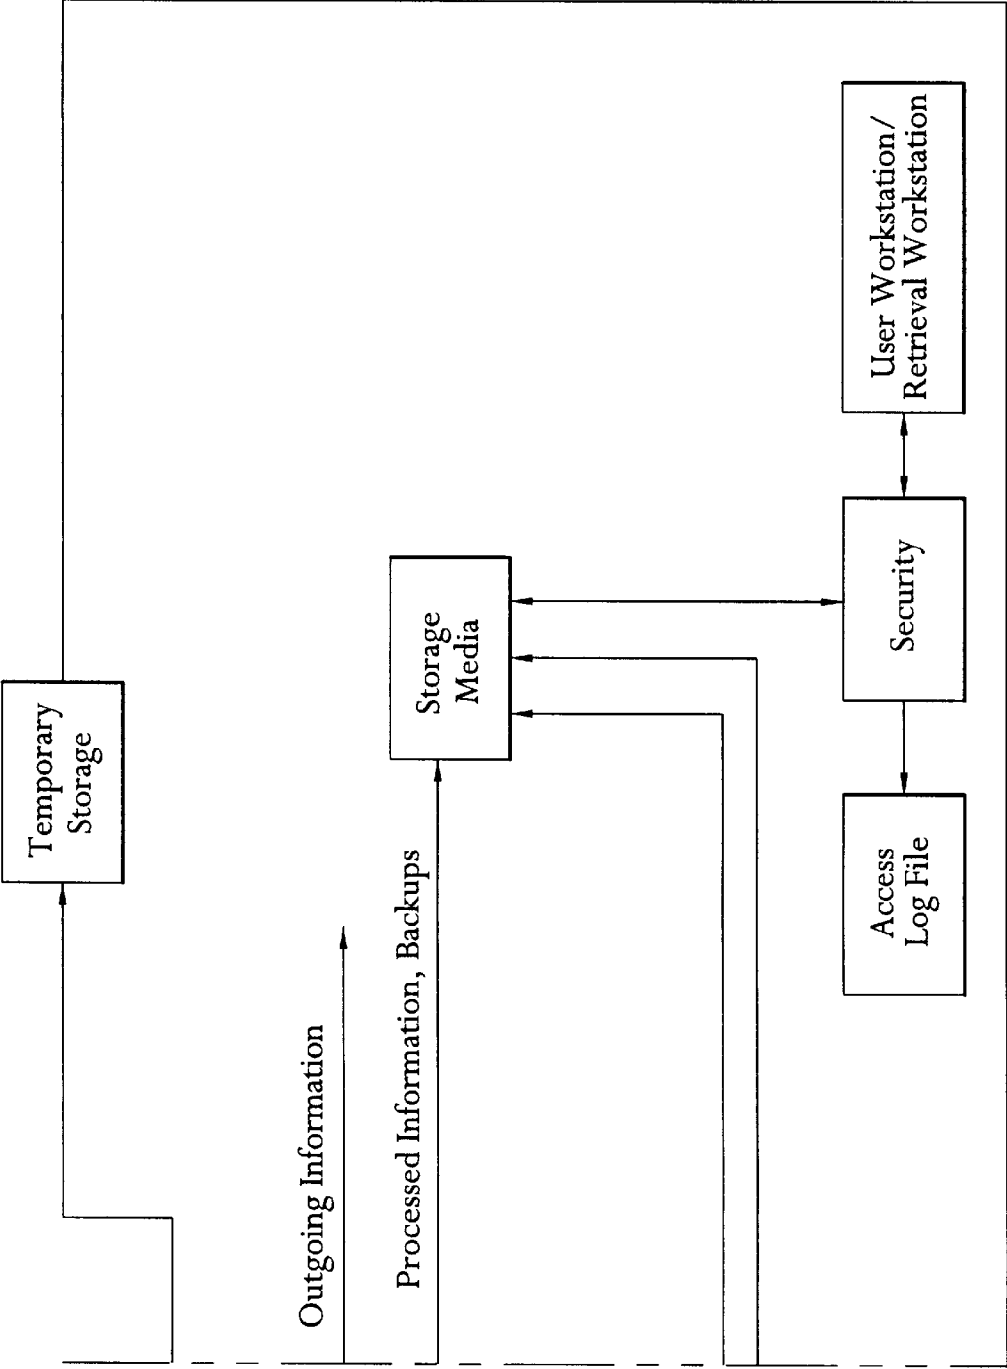 Temporary
Storage
Outgoing Information
Processed Information, Backups
Storage
Media
Access
Log File
Security
User Workstation/
Retrieval Workstation